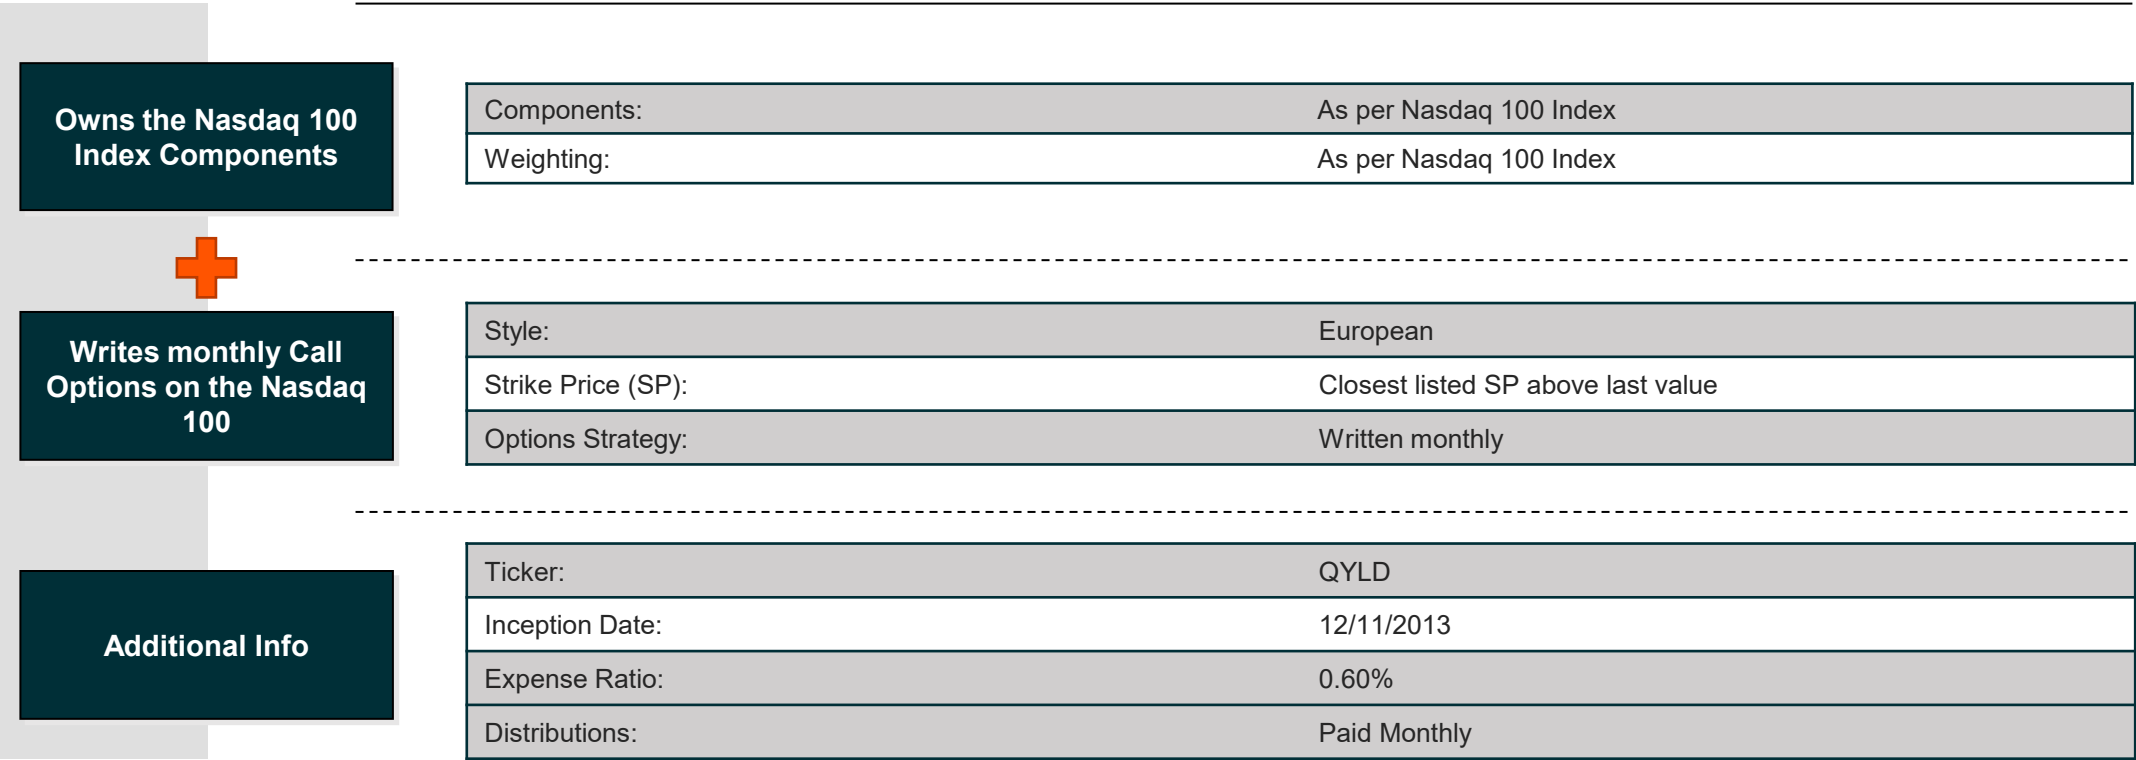 Owns the Nasdaq 100
Index Components
Components: As per Nasdaq 100 Index
Weighting: As per Nasdaq 100 Index
Writes monthly Call
Options on the Nasdaq
100
Style: European
Strike Price (SP): Closest listed SP above last value
Options Strategy: Written monthly
Additional Info
Ticker: QYLD
Inception Date: 12/11/2013
Expense Ratio: 0.60%
Distributions: Paid Monthly